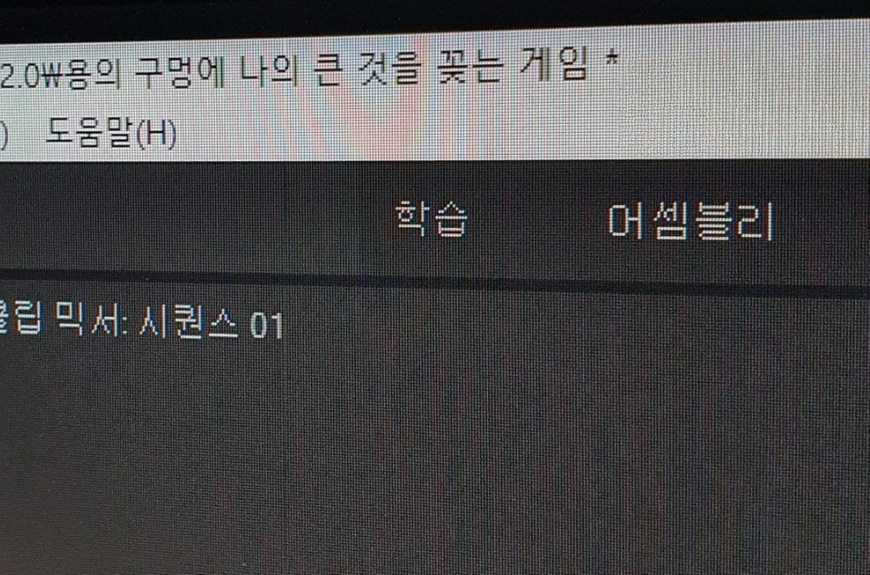 2.0₩용의 구멍에 나의 큰 것을 꽂는 게임 *
) 도움말(H)
학습 어셈블리
클립 믹서: 시퀀스 01